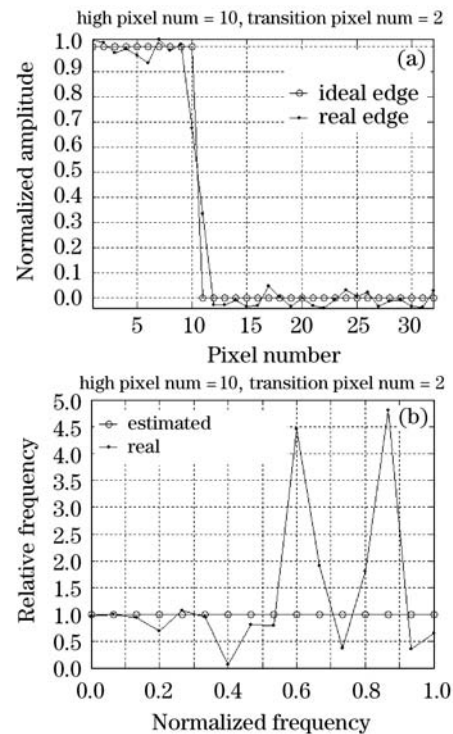 high pixel num = 10, transition pixel num = 2
(a)
ideal edge
real edge
Normalized amplitude
1.0
0.9
0.8
0.7
0.6
0.5
0.4
0.3
0.2
0.1
0.0
5 10 15 20 25 30
Pixel number
high pixel num = 10, transition pixel num = 2
(b)
estimated
real
Relative frequency
5.0
4.5
4.0
3.5
3.0
2.5
2.0
1.5
1.0
0.5
0.0
0.0 0.2 0.4 0.6 0.8 1.0
Normalized frequency